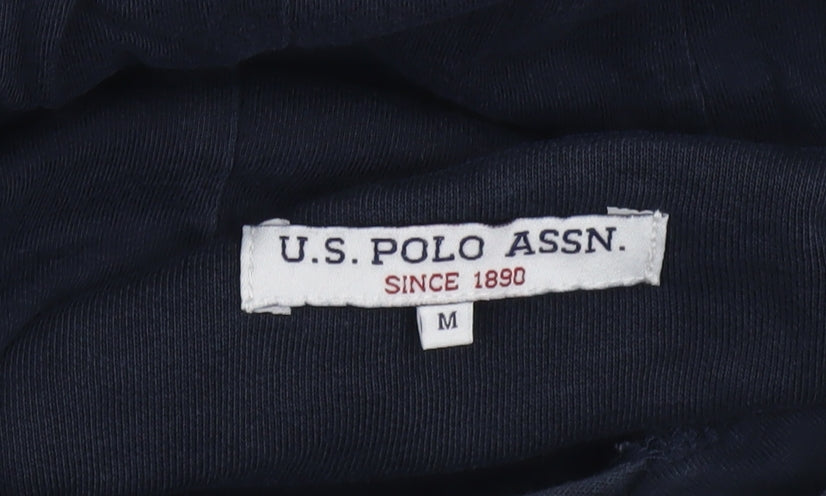 U.S. POLO ASSN.
SINCE 1890
M